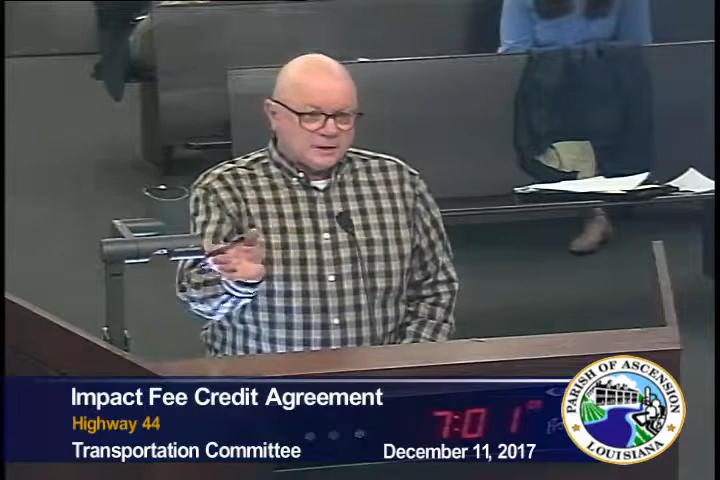 Impact Fee Credit Agreement
Highway 44
Transportation Committee
December 11, 2017
7:01
PARISH OF ASCENSION
LOUISIANA